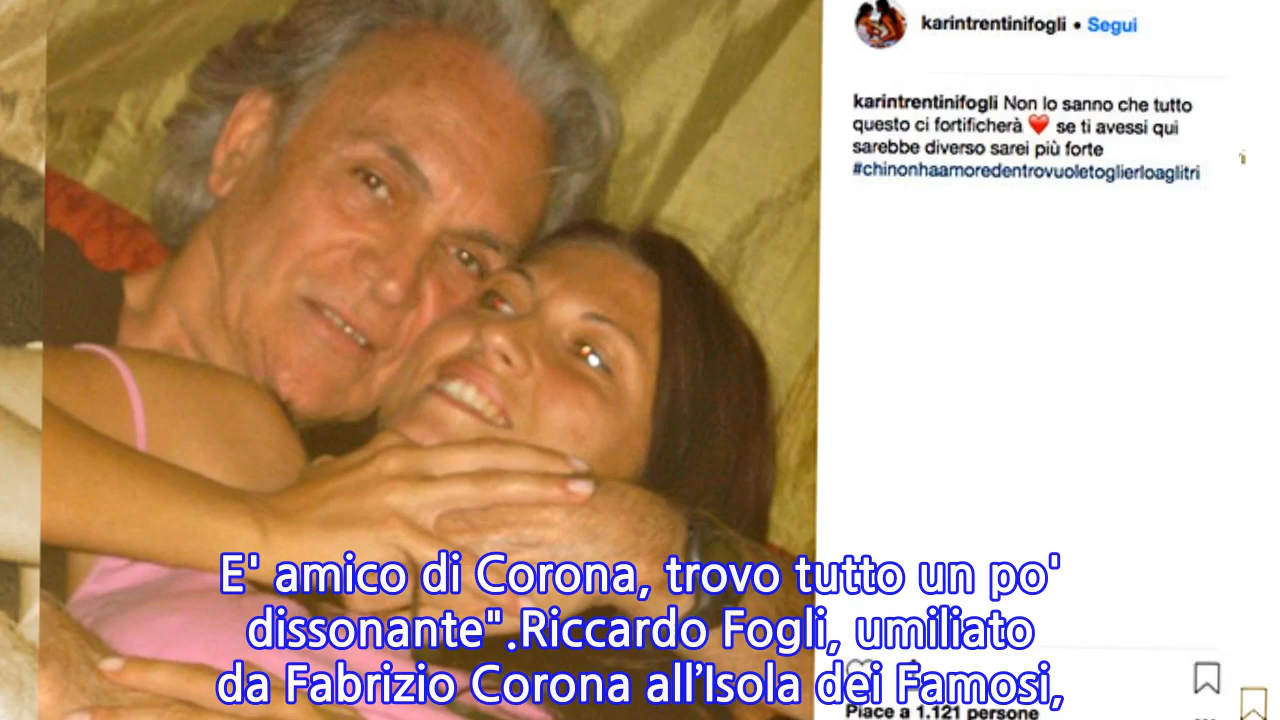 karintrentinifogli • Segui
karintrentinifogli Non lo sanno che tutto
questo ci fortificherà ❤️ se ti avessi qui
sarebbe diverso sarei più forte
#chinonhaamoredentrovuoletoglierloaglitri
E' amico di Corona, trovo tutto un po'
dissonante".Riccardo Fogli, umiliato
da Fabrizio Corona all’Isola dei Famosi,
Piace a 1.121 persone